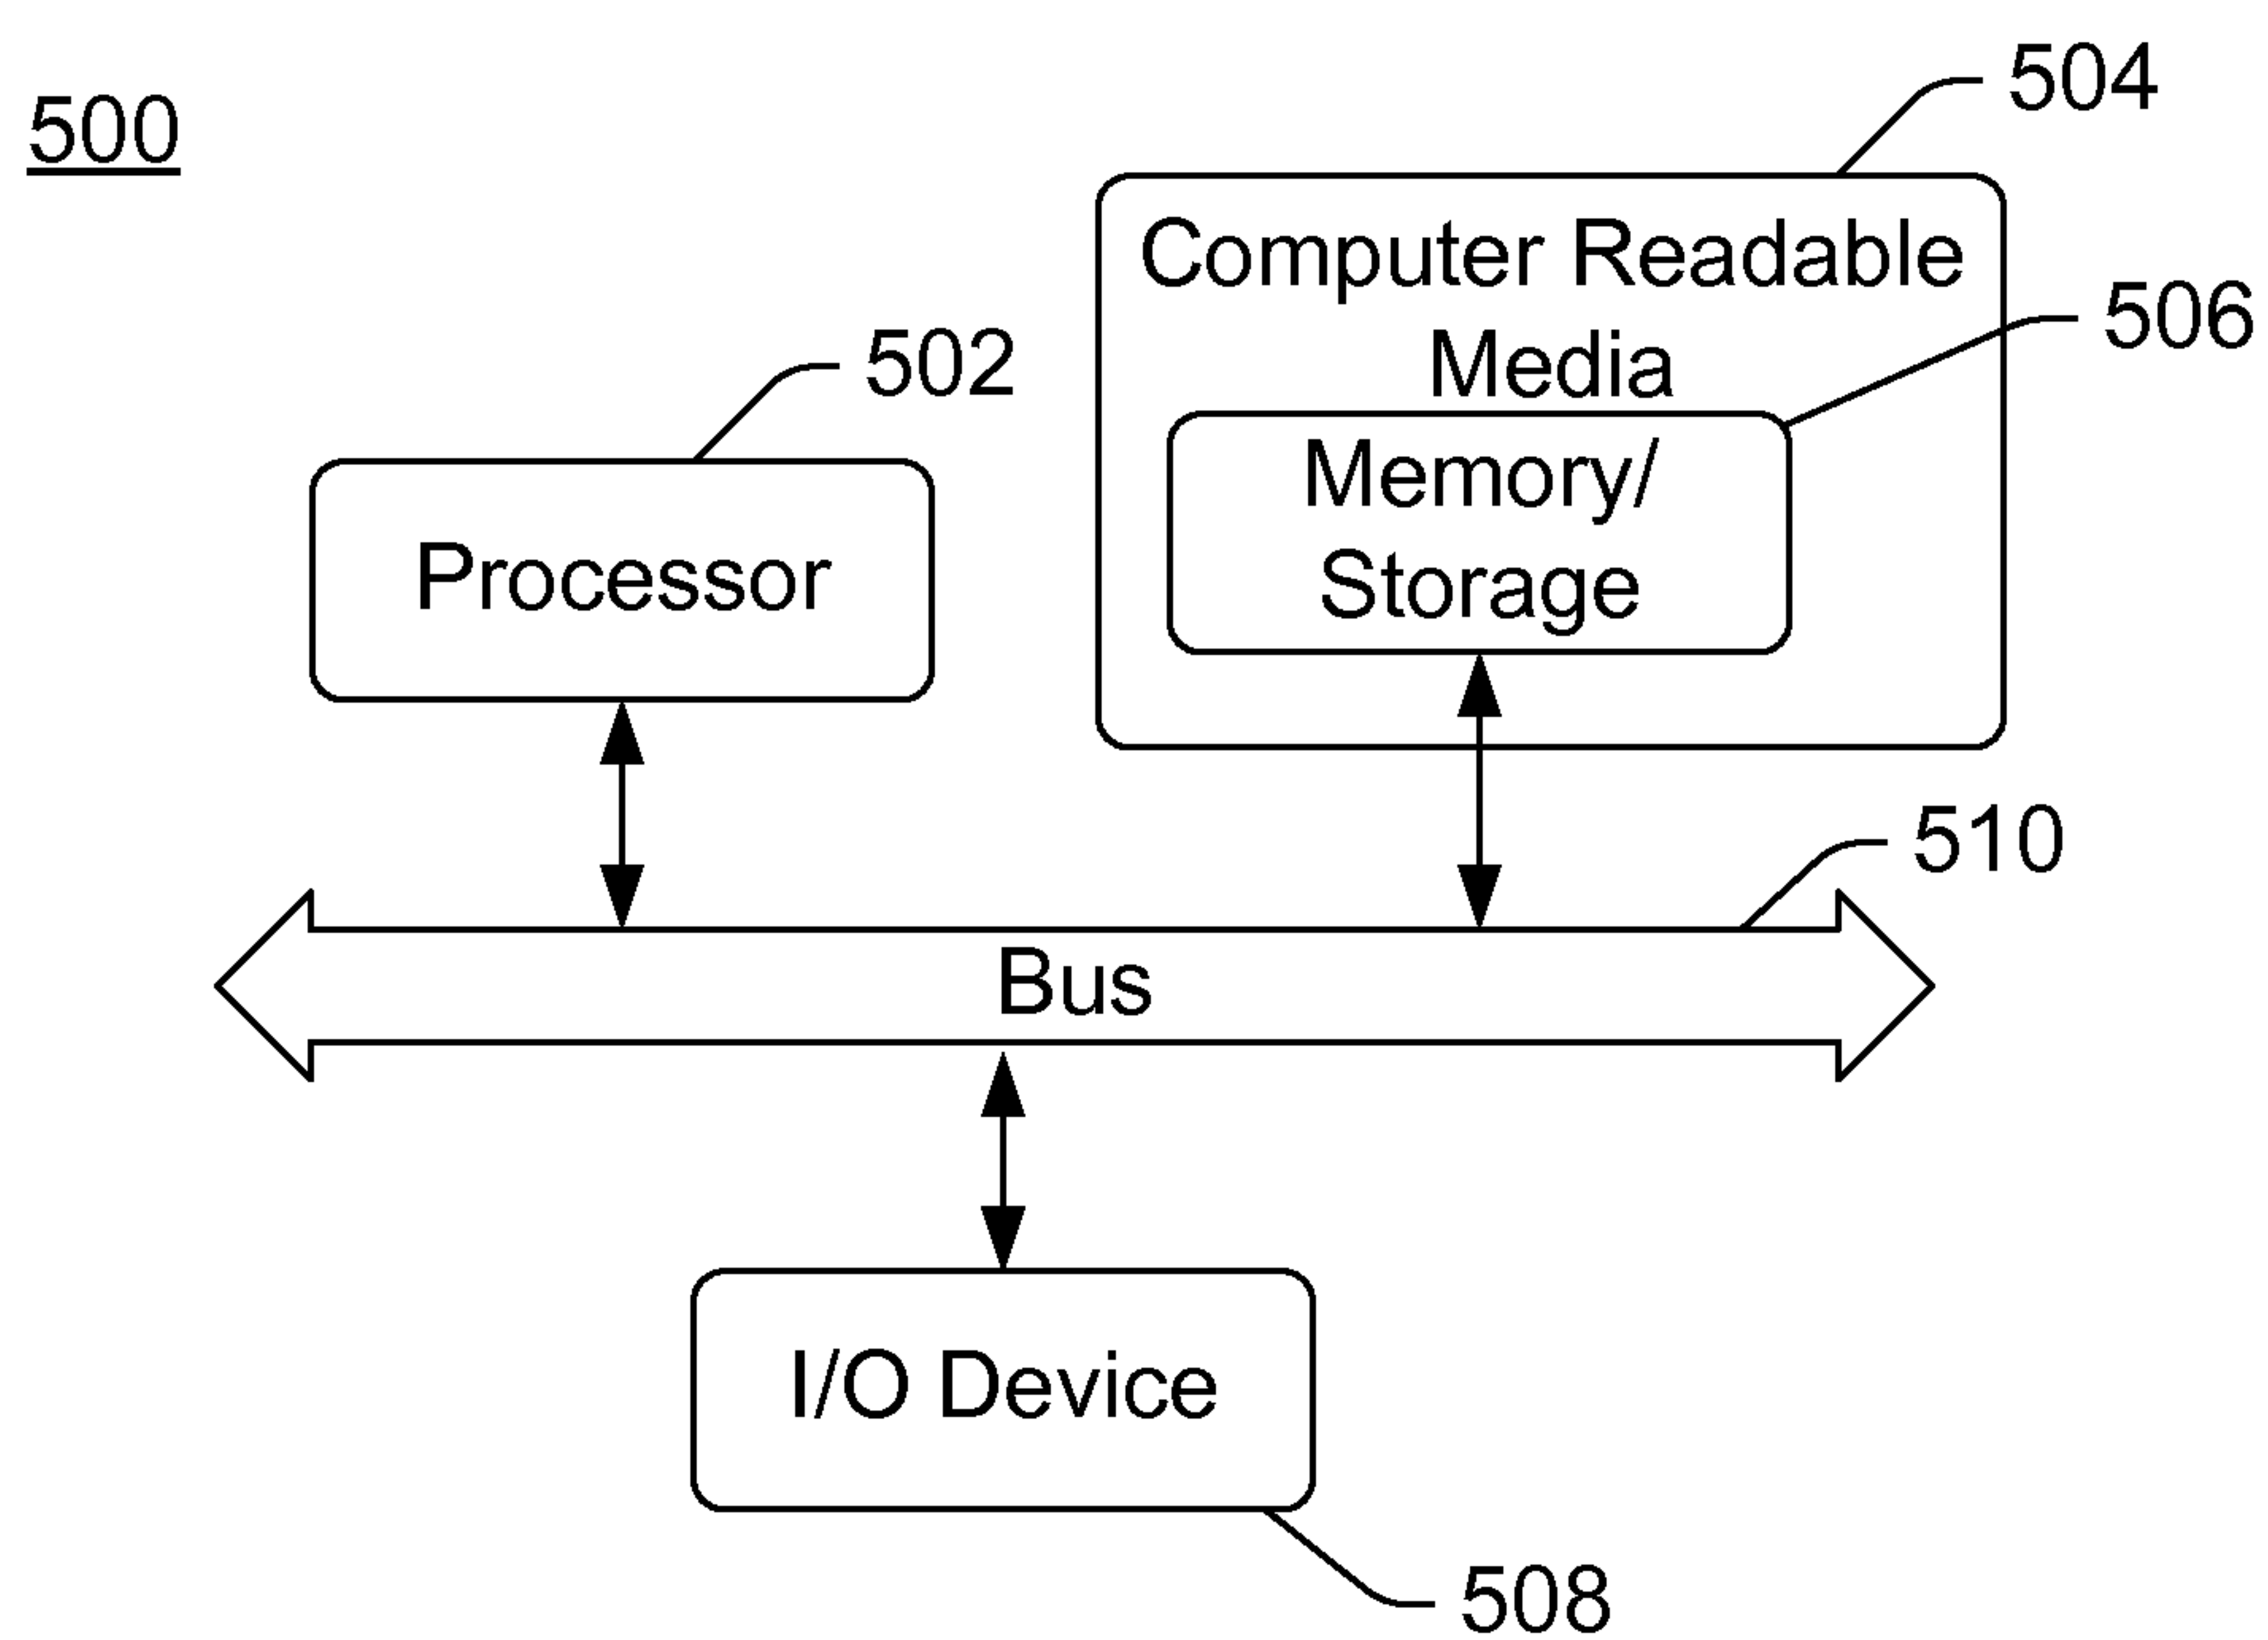 500
504
Computer Readable
Media
506
502
Memory/
Storage
Processor
510
Bus
I/O Device
508